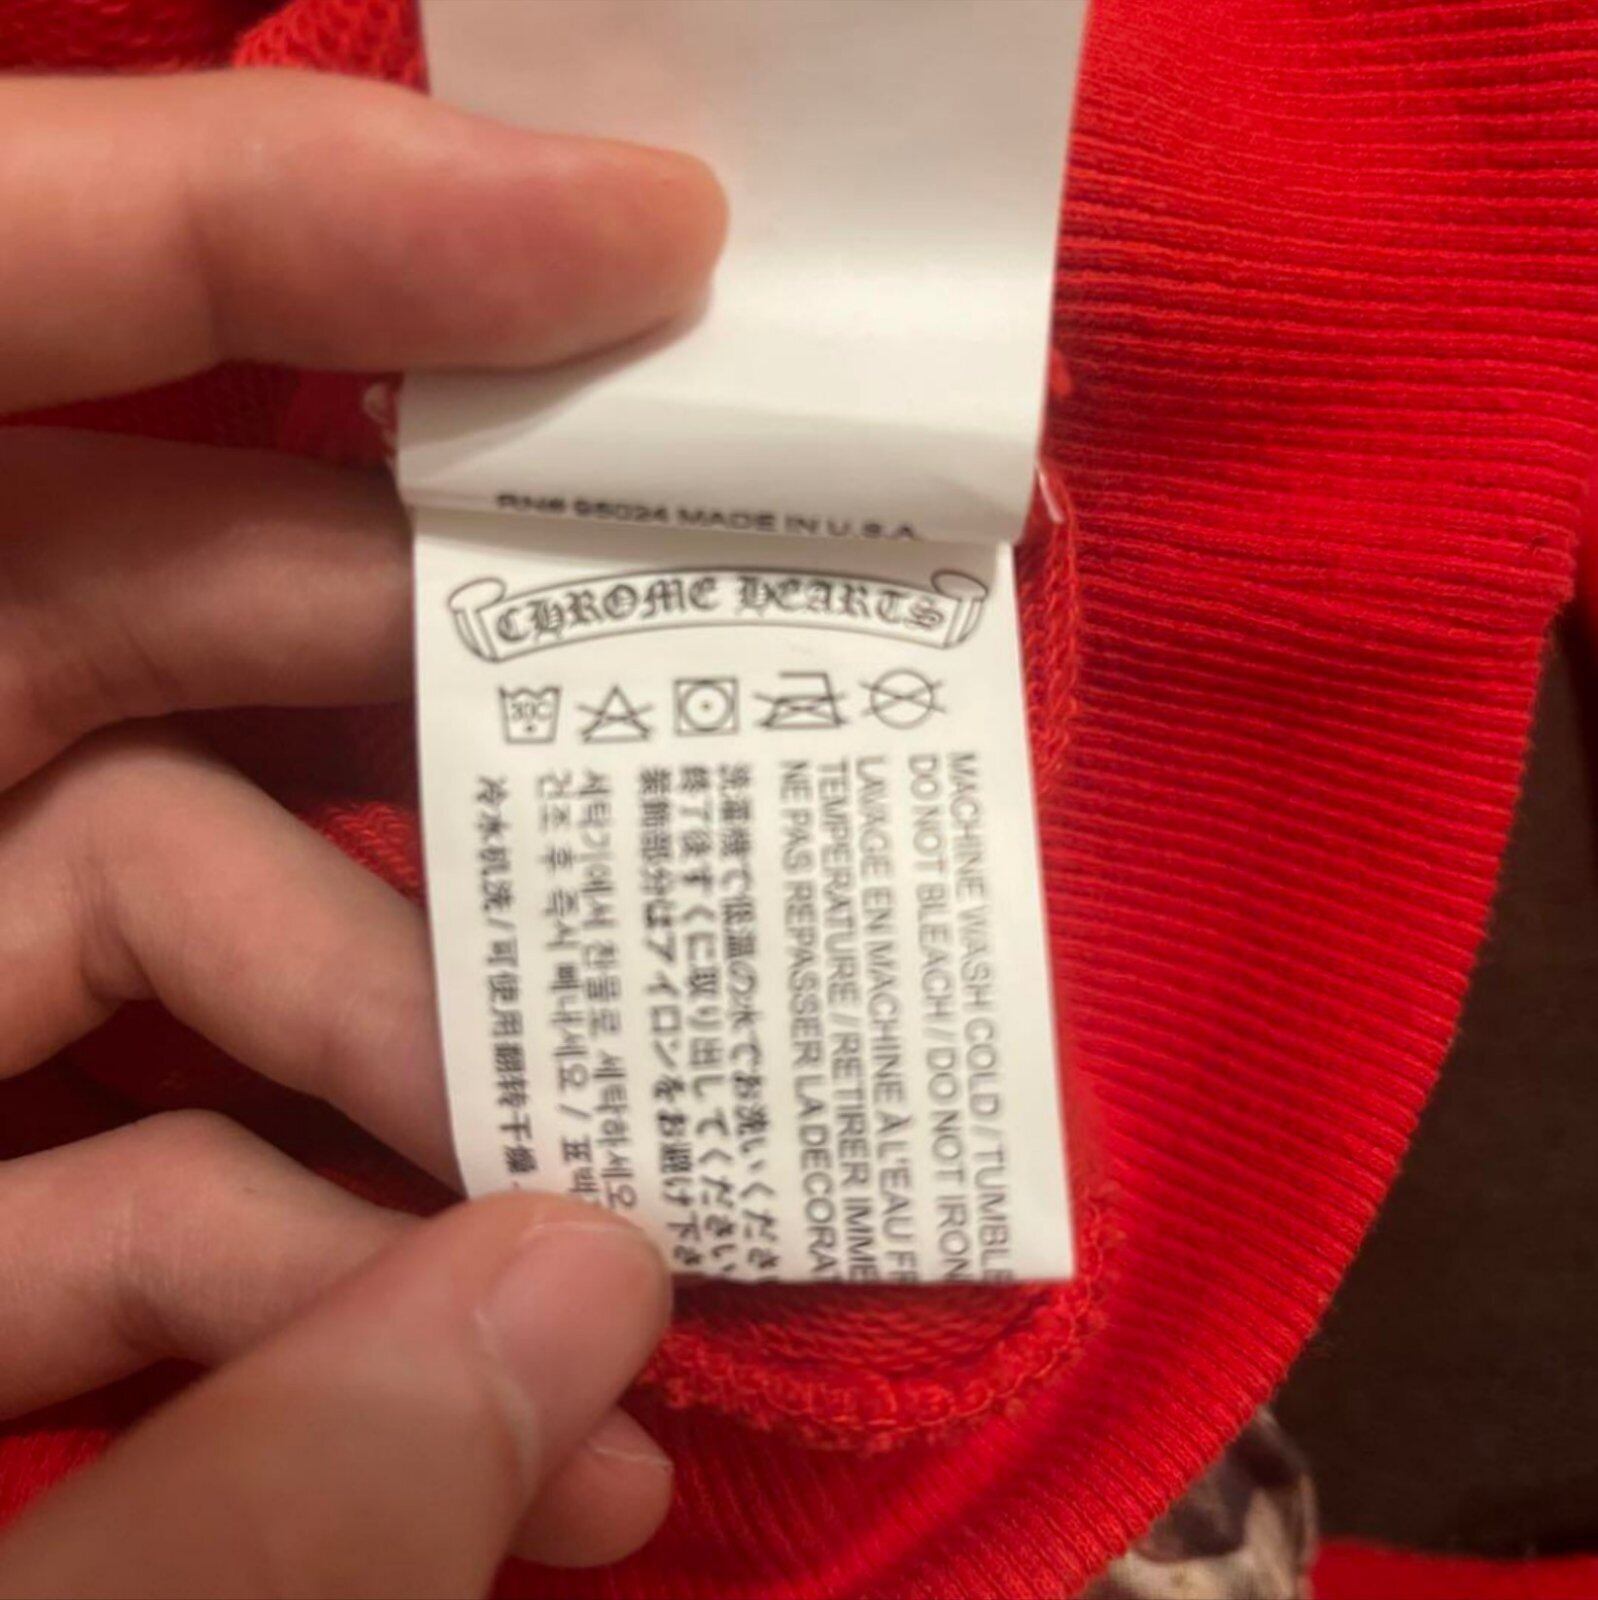 RN# 95024 MADE IN U.S.A.
CHROME HEARTS
30C
MACHINE WASH COLD / TUMBLE
DO NOT BLEACH / DO NOT IRON
LAVAGE EN MACHINE À L'EAU FR
TEMPERATURE / RETIRER IMME
NE PAS REPASSER LA DECORA
洗濯機で低温の水でお洗いくださ
終了後すぐに取り出してください
装飾部分はアイロンをお避け下さ
세탁기에서 찬물로 세탁하세요
건조 후 즉시 빼내세요 / 표백
冷水机洗 / 可使用翻转干燥